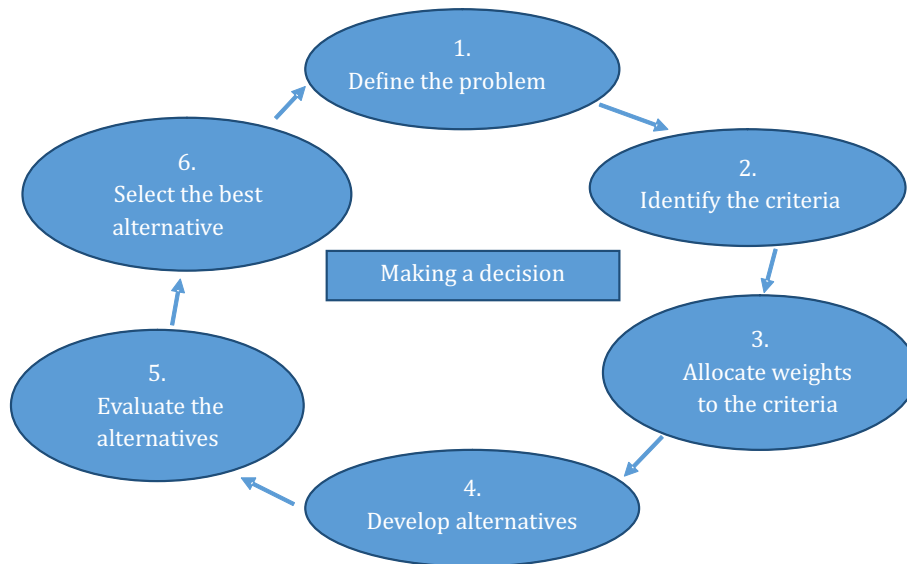 1.
Define the problem
2.
Identify the criteria
3.
Allocate weights
to the criteria
4.
Develop alternatives
5.
Evaluate the
alternatives
6.
Select the best
alternative
Making a decision